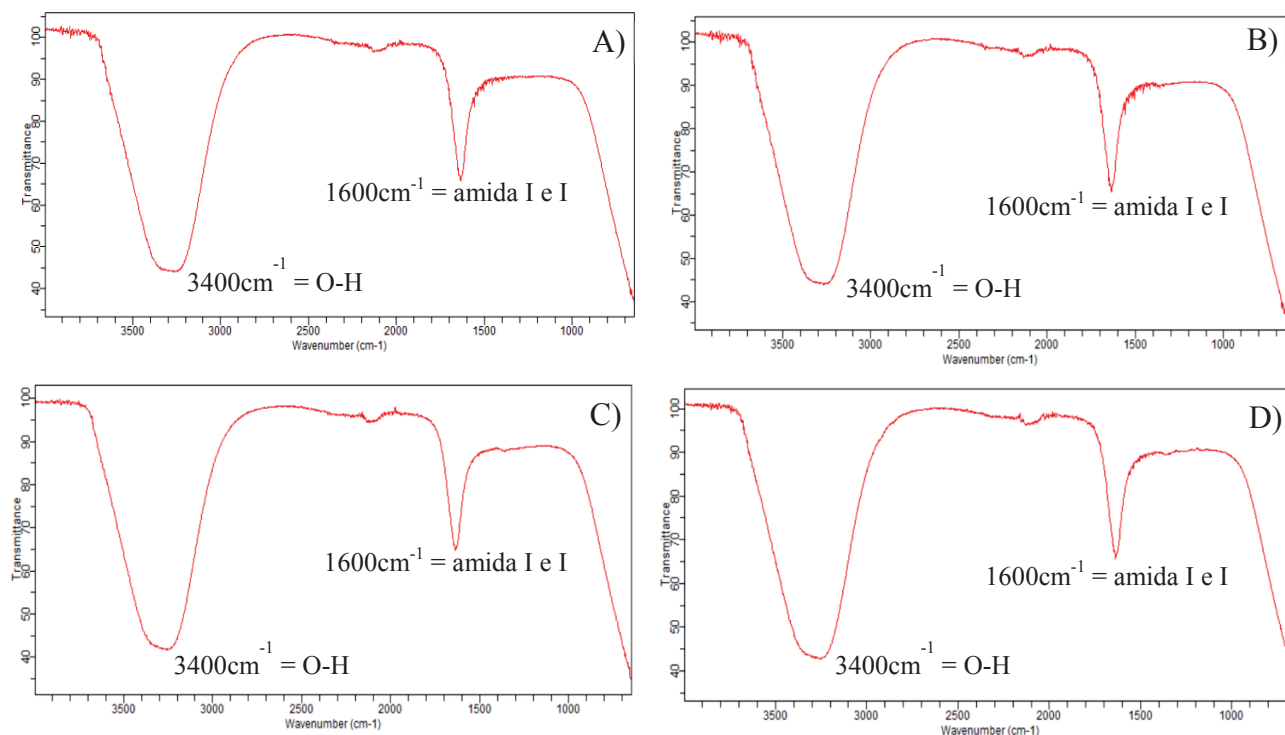 A)
Transmittance
100
90
80
70
60
50
40
1600cm⁻¹ = amida I e I
3400cm⁻¹ = O-H
3500 3000 2500 2000 1500 1000
Wavenumber (cm-1)
B)
Transmittance
100
90
80
70
60
50
40
1600cm⁻¹ = amida I e I
3400cm⁻¹ = O-H
3500 3000 2500 2000 1500 1000
Wavenumber (cm-1)
C)
Transmittance
100
90
80
70
60
50
40
1600cm⁻¹ = amida I e I
3400cm⁻¹ = O-H
3500 3000 2500 2000 1500 1000
Wavenumber (cm-1)
D)
Transmittance
100
90
80
70
60
50
40
1600cm⁻¹ = amida I e I
3400cm⁻¹ = O-H
3500 3000 2500 2000 1500 1000
Wavenumber (cm-1)